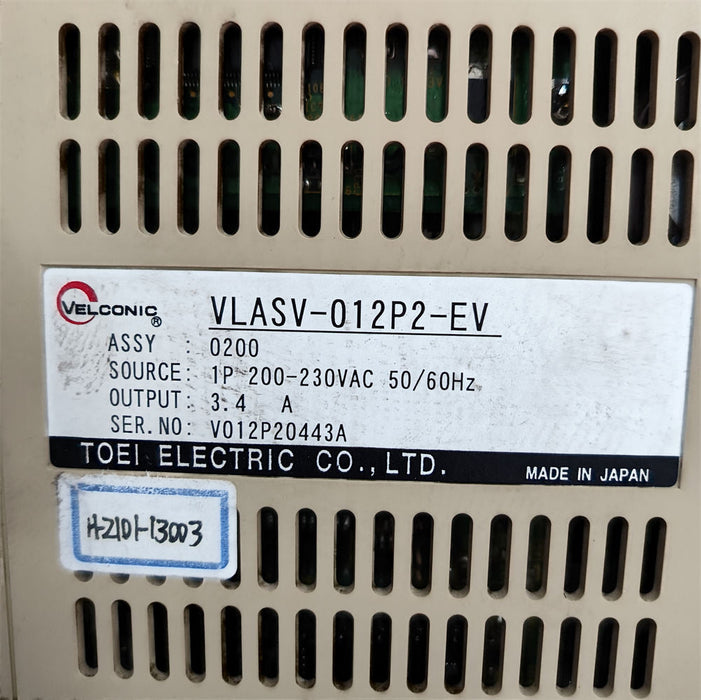 VELCONIC ®
VLASV-012P2-EV
ASSY : 0200
SOURCE: 1P 200-230VAC 50/60Hz
OUTPUT: 3.4 A
SER.NO: V012P20443A
TOEI ELECTRIC CO.,LTD.
MADE IN JAPAN
H2101-13003